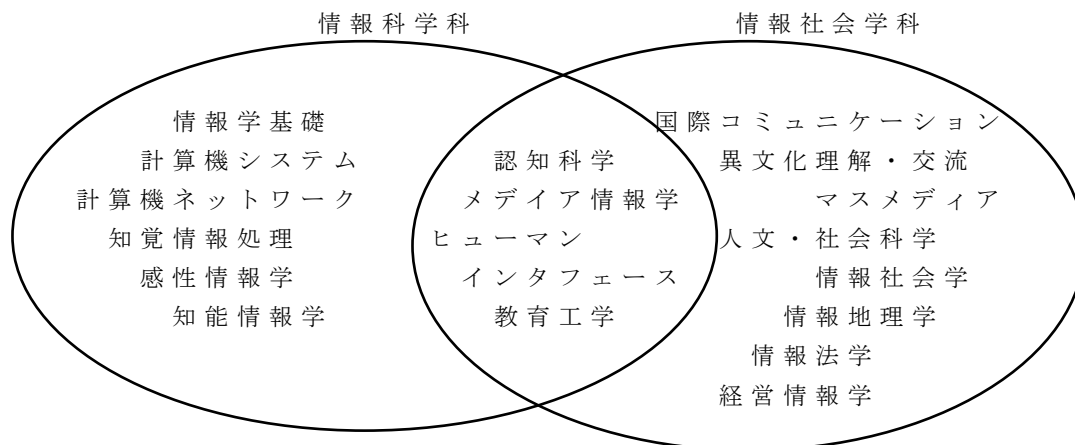 情報科学科
情報社会学科
情報学基礎
計算機システム
計算機ネットワーク
知覚情報処理
感性情報学
知能情報学
認知科学
メデイア情報学
ヒューマン
インタフェース
教育工学
国際コミュニケーション
異文化理解・交流
マスメディア
人文・社会科学
情報社会学
情報地理学
情報法学
経営情報学